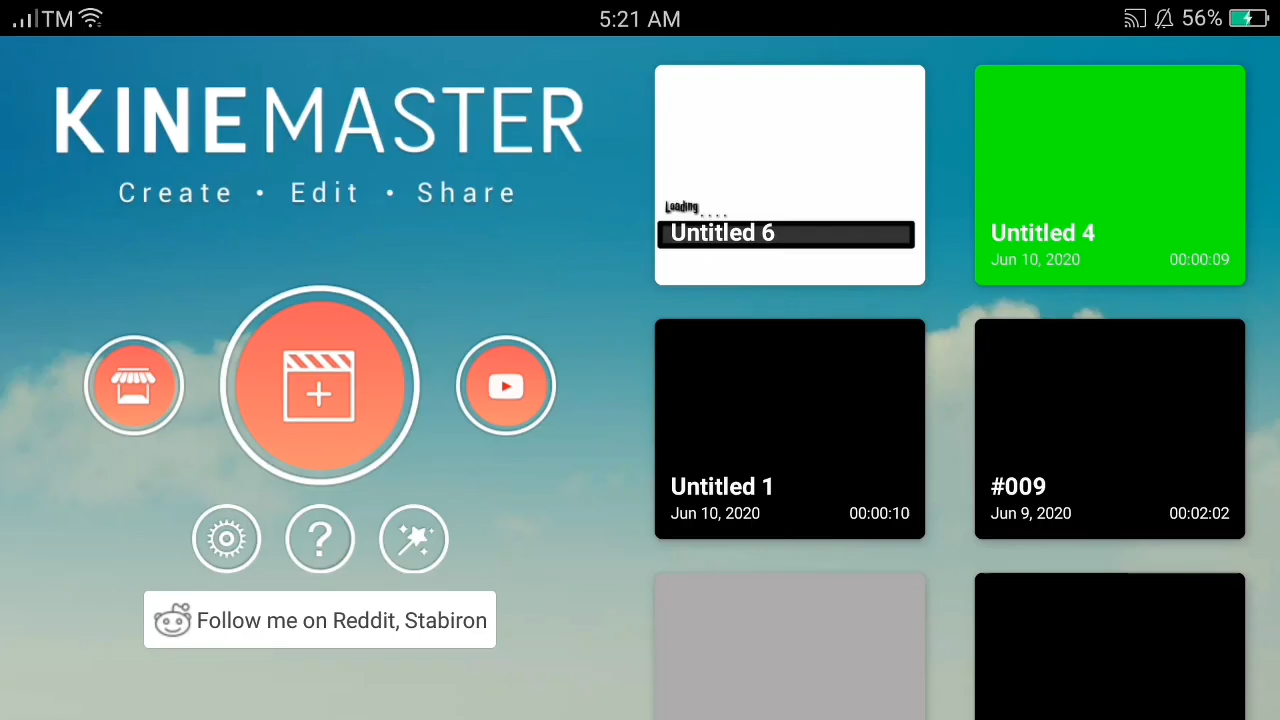 TM 5:21 AM 56%
KINEMASTER
Create • Edit • Share
Loading....
Untitled 6
Untitled 4
Jun 10, 2020 00:00:09
Untitled 1
Jun 10, 2020 00:00:10
#009
Jun 9, 2020 00:02:02
?
Follow me on Reddit, Stabiron